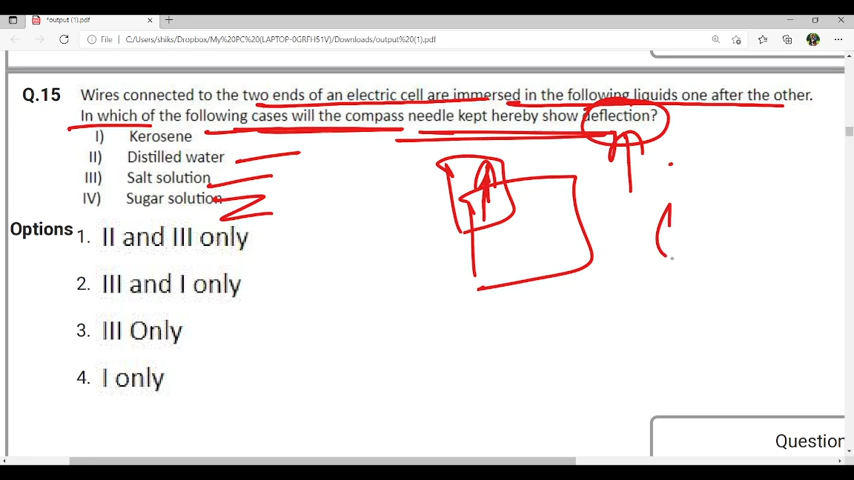 *output (1).pdf
File | C:/Users/shiks/Dropbox/My%20PC%20(LAPTOP-0GRFH51V)/Downloads/output%20(1).pdf
Q.15 Wires connected to the two ends of an electric cell are immersed in the following liquids one after the other.
In which of the following cases will the compass needle kept hereby show deflection?
I) Kerosene
II) Distilled water
III) Salt solution
IV) Sugar solution
Options 1. II and III only
2. III and I only
3. III Only
4. I only
Question